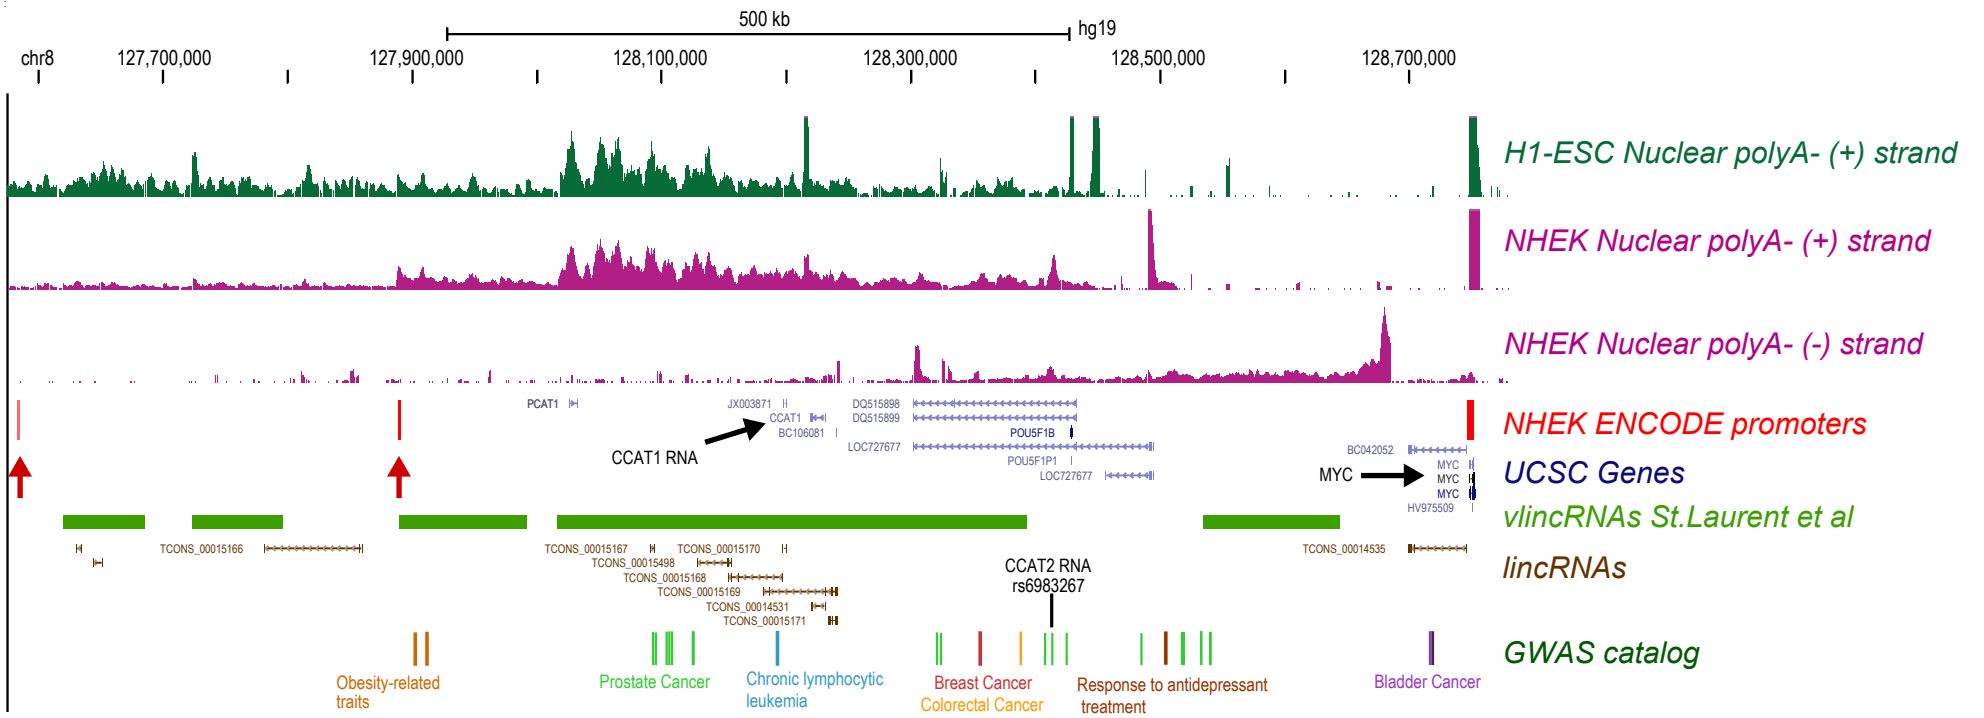 500 kb
hg19
chr8
127,700,000
127,900,000
128,100,000
128,300,000
128,500,000
128,700,000
H1-ESC Nuclear polyA- (+) strand
NHEK Nuclear polyA- (+) strand
NHEK Nuclear polyA- (-) strand
NHEK ENCODE promoters
PCAT1
JX003871
DQ515898
CCAT1
DQ515899
BC106081
POU5F1B
CCAT1 RNA
LOC727677
BC042052
POU5F1P1
MYC
LOC727677
MYC
MYC
MYC
HV975509
UCSC Genes
vlincRNAs St.Laurent et al
TCONS_00015166
TCONS_00015167
TCONS_00015170
TCONS_00014535
TCONS_00015498
TCONS_00015168
TCONS_00015169
TCONS_00014531
TCONS_00015171
CCAT2 RNA
rs6983267
lincRNAs
GWAS catalog
Obesity-related
traits
Prostate Cancer
Chronic lymphocytic
leukemia
Breast Cancer
Colorectal Cancer
Response to antidepressant
treatment
Bladder Cancer